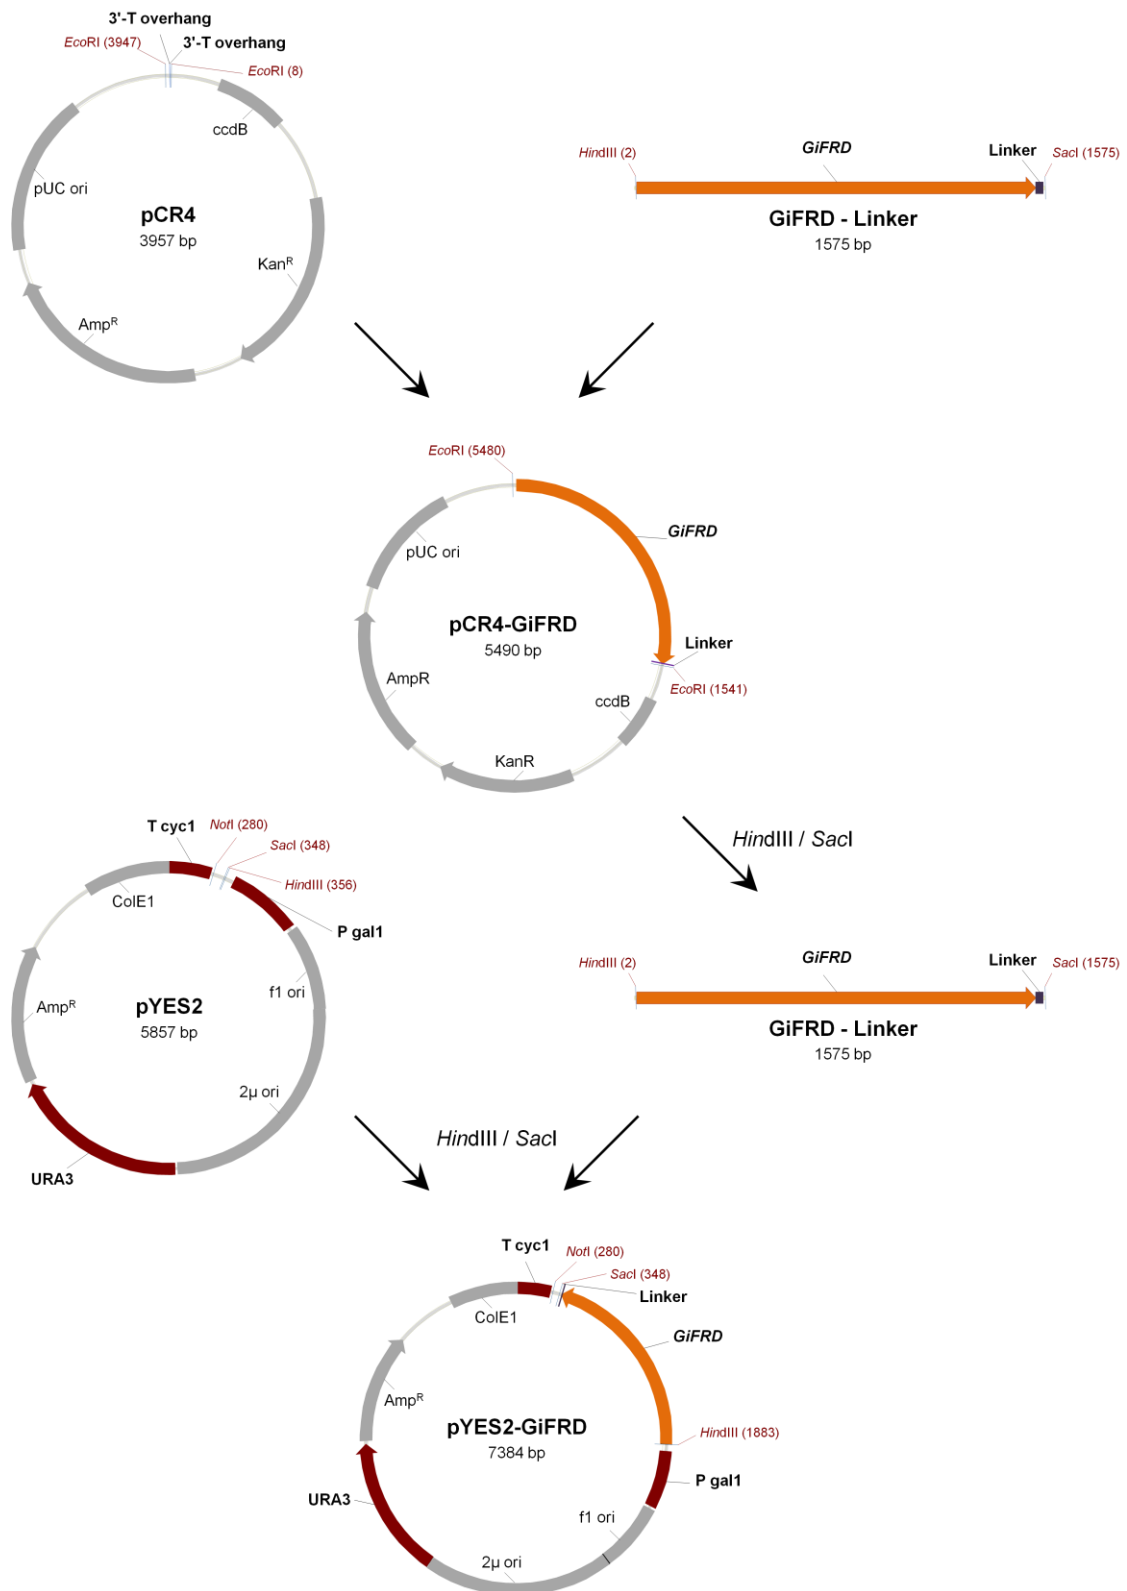 3'-T overhang
EcoRI (3947)
3'-T overhang
EcoRI (8)
ccdB
pUC ori
pCR4
3957 bp
KanR
AmpR
GiFRD
HindIII (2)
Linker
SacI (1575)
GiFRD - Linker
1575 bp
EcoRI (5480)
GiFRD
pUC ori
pCR4-GiFRD
5490 bp
Linker
EcoRI (1541)
AmpR
ccdB
KanR
HindIII / SacI
T cyc1
NotI (280)
SacI (348)
HindIII (356)
ColE1
P gal1
f1 ori
AmpR
pYES2
5857 bp
2µ ori
URA3
GiFRD
HindIII (2)
Linker
SacI (1575)
GiFRD - Linker
1575 bp
HindIII / SacI
T cyc1
NotI (280)
SacI (348)
Linker
ColE1
GiFRD
AmpR
pYES2-GiFRD
7384 bp
HindIII (1883)
P gal1
URA3
f1 ori
2µ ori